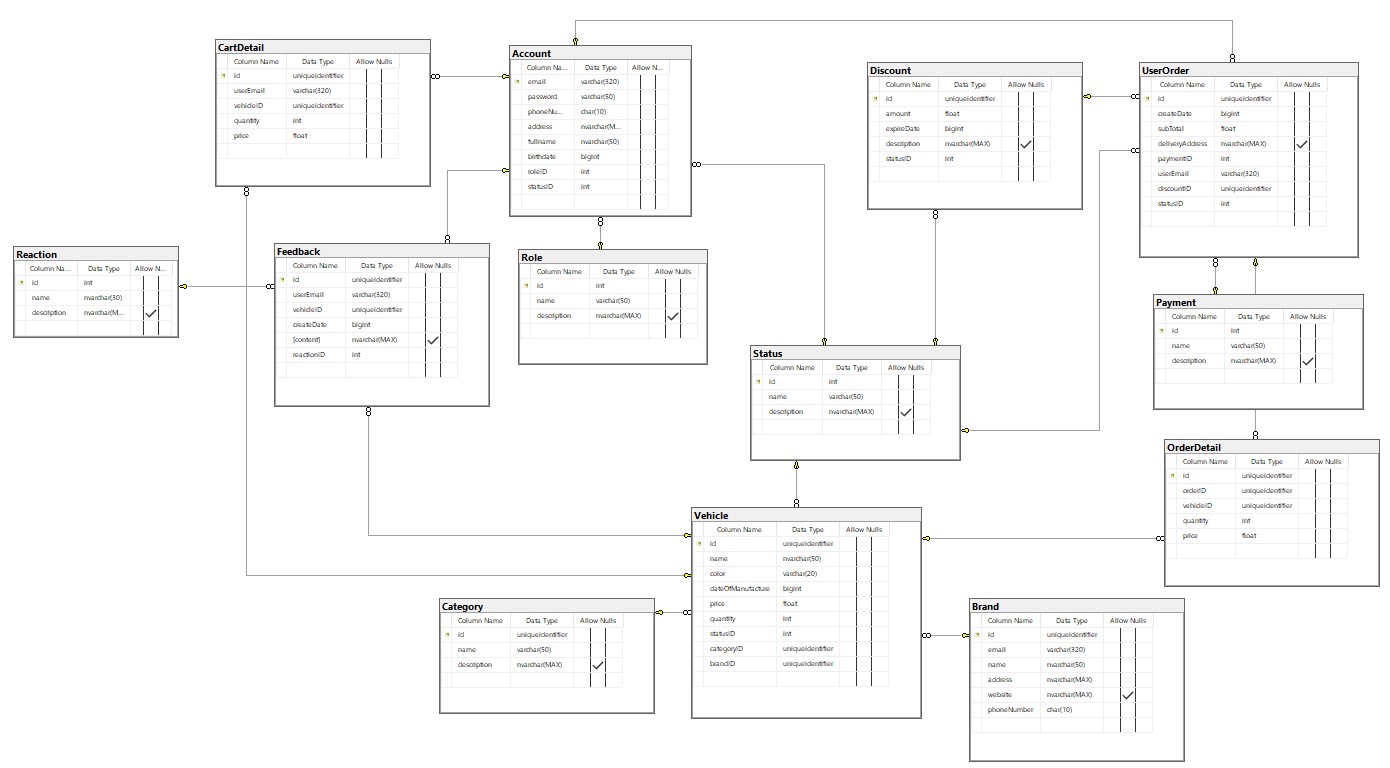 CartDetail
Column Name Data Type Allow Nulls
id uniqueidentifier
userEmail varchar(320)
vehicleID uniqueidentifier
quantity int
price float
Account
Column Na... Data Type Allow N...
email varchar(320)
password varchar(50)
phoneNu... char(10)
address nvarchar(M...
fullname nvarchar(50)
birthdate bigint
roleID int
statusID int
Discount
Column Name Data Type Allow Nulls
id uniqueidentifier
amount float
expireDate bigint
description nvarchar(MAX)
statusID int
UserOrder
Column Name Data Type Allow Nulls
id uniqueidentifier
createDate bigint
subTotal float
deliveryAddress nvarchar(MAX)
paymentID int
userEmail varchar(320)
discountID uniqueidentifier
statusID int
Reaction
Column Na... Data Type Allow N...
id int
name nvarchar(30)
description nvarchar(M...
Feedback
Column Name Data Type Allow Nulls
id uniqueidentifier
userEmail varchar(320)
vehicleID uniqueidentifier
createDate bigint
[content] nvarchar(MAX)
reactionID int
Role
Column Name Data Type Allow Nulls
id int
name varchar(50)
description nvarchar(MAX)
Status
Column Name Data Type Allow Nulls
id int
name varchar(50)
description nvarchar(MAX)
Payment
Column Name Data Type Allow Nulls
id int
name varchar(50)
description nvarchar(MAX)
OrderDetail
Column Name Data Type Allow Nulls
id uniqueidentifier
orderID uniqueidentifier
vehicleID uniqueidentifier
quantity int
price float
Vehicle
Column Name Data Type Allow Nulls
id uniqueidentifier
name nvarchar(50)
color varchar(20)
dateOfManufacture bigint
price float
quantity int
statusID int
categoryID uniqueidentifier
brandID uniqueidentifier
Category
Column Name Data Type Allow Nulls
id uniqueidentifier
name varchar(50)
description nvarchar(MAX)
Brand
Column Name Data Type Allow Nulls
id uniqueidentifier
email varchar(320)
name nvarchar(50)
address nvarchar(MAX)
website nvarchar(MAX)
phoneNumber char(10)